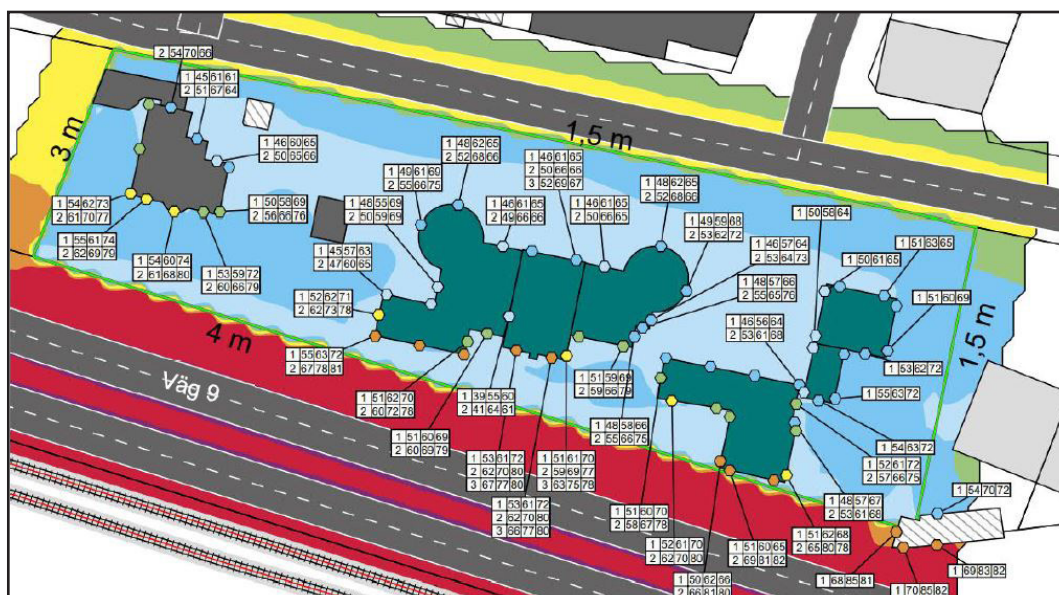 2 54 70 66
1 45 61 61
2 51 67 64
3 m
1,5 m
1 46 60 65
2 50 65 66
1 48 62 65
2 52 68 66
1 46 61 65
2 50 66 66
3 52 69 67
1 49 61 69
2 55 66 75
1 48 62 65
2 52 68 66
1 54 62 73
2 61 70 77
1 50 58 69
2 56 66 76
1 48 55 69
2 50 59 69
1 46 61 65
2 49 66 66
1 46 61 65
2 50 66 65
1 49 59 68
2 53 62 72
1 50 58 64
1 55 61 74
2 62 69 79
1 46 57 64
2 53 64 73
1 51 63 65
1 54 60 74
2 61 68 80
1 53 59 72
2 60 66 79
1 45 57 63
2 47 60 65
1 50 61 65
1 48 57 66
2 55 65 76
1 52 62 71
2 62 73 78
1 51 60 69
4 m
1 46 56 64
2 53 61 68
1,5 m
1 55 63 72
2 67 78 81
1 53 62 72
Väg 9
1 51 62 70
2 60 72 78
1 39 55 60
2 41 64 61
1 51 59 69
2 59 66 79
1 55 63 72
1 51 60 69
2 60 69 79
1 48 58 66
2 55 66 75
1 54 63 72
1 53 61 72
2 62 70 80
3 67 77 80
1 51 61 70
2 59 69 77
3 63 75 78
1 52 61 72
2 57 66 75
1 54 70 72
1 53 61 72
2 62 70 80
3 66 77 80
1 48 57 67
2 53 61 68
1 51 60 70
2 58 67 78
1 51 62 68
2 65 80 78
1 52 61 70
2 62 70 80
1 51 60 65
2 69 81 82
1 69 83 82
1 50 62 66
2 66 81 80
1 68 85 81
1 70 85 82